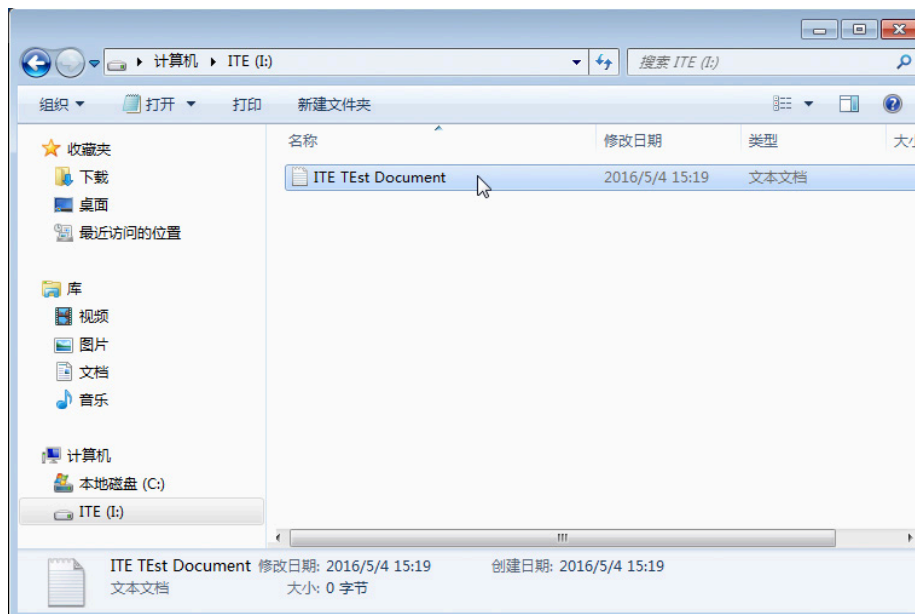 计算机 ITE (I:) 搜索 ITE (I:)
组织 打开 打印 新建文件夹
名称 修改日期 类型 大小
收藏夹
ITE TEst Document 2016/5/4 15:19 文本文档
下载
桌面
最近访问的位置
库
视频
图片
文档
音乐
计算机
本地磁盘 (C:)
ITE (I:)
ITE TEst Document 修改日期: 2016/5/4 15:19 创建日期: 2016/5/4 15:19
文本文档 大小: 0 字节